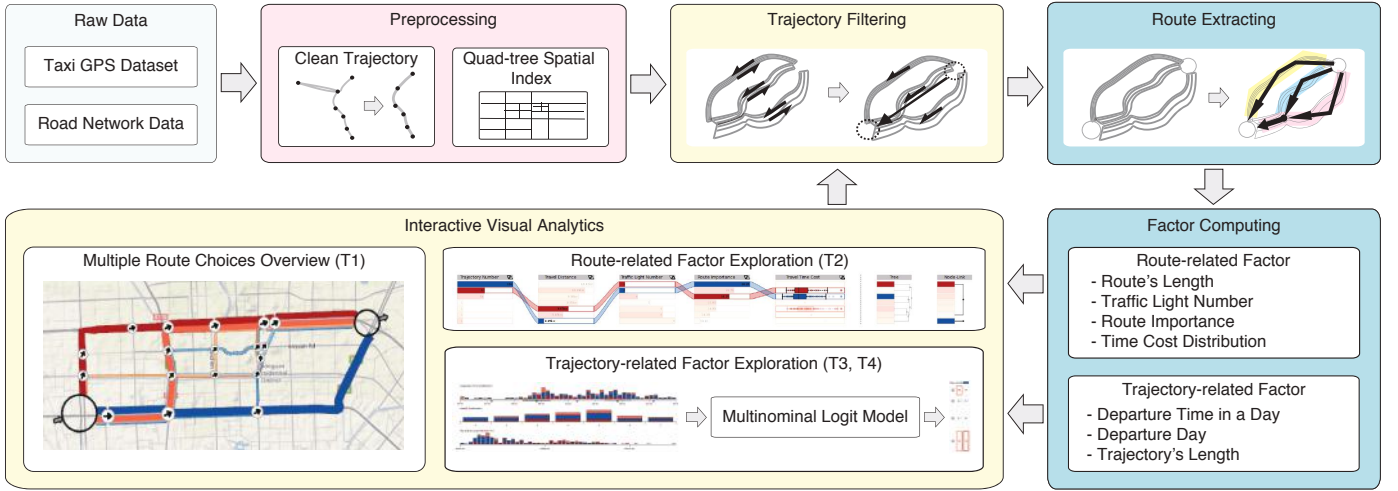 Raw Data
Taxi GPS Dataset
Road Network Data
Preprocessing
Clean Trajectory
Quad-tree Spatial
Index
Trajectory Filtering
Route Extracting
Interactive Visual Analytics
Multiple Route Choices Overview (T1)
Route-related Factor Exploration (T2)
Trajectory Number
Travel Distance
Traffic Light Number
Route Importance
Travel Time Cost
Tree
Node-Link
Trajectory-related Factor Exploration (T3, T4)
Multinominal Logit Model
Factor Computing
Route-related Factor
- Route's Length
- Traffic Light Number
- Route Importance
- Time Cost Distribution
Trajectory-related Factor
- Departure Time in a Day
- Departure Day
- Trajectory's Length